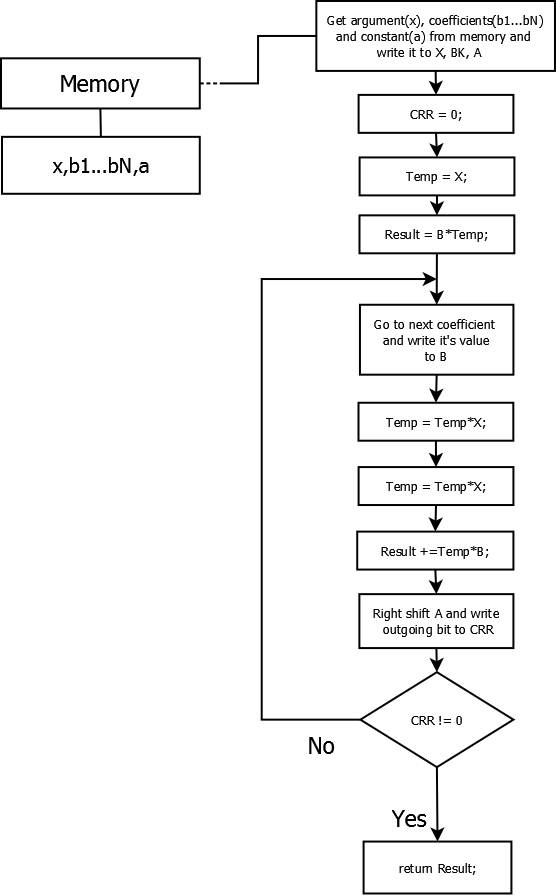 Get argument(x), coefficients(b1...bN)
and constant(a) from memory and
write it to X, BK, A
Memory
x,b1...bN,a
CRR = 0;
Temp = X;
Result = B*Temp;
Go to next coefficient
and write it's value
to B
Temp = Temp*X;
Temp = Temp*X;
Result +=Temp*B;
Right shift A and write
outgoing bit to CRR
CRR != 0
No
Yes
return Result;